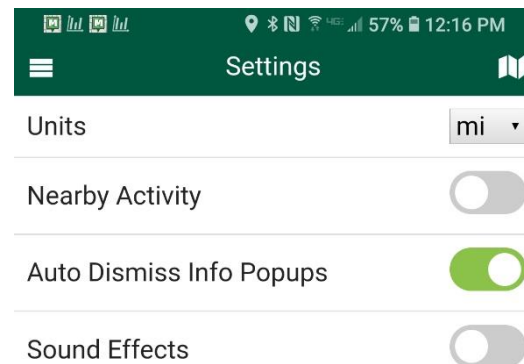 57% 12:16 PM
Settings
Units mi
Nearby Activity
Auto Dismiss Info Popups
Sound Effects